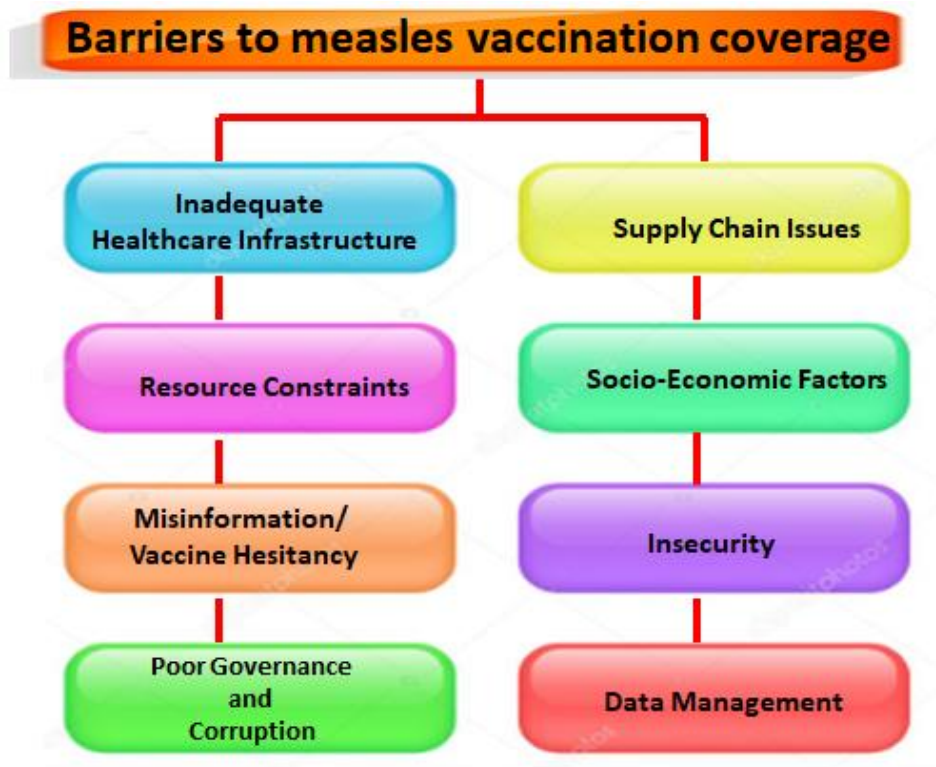 Barriers to measles vaccination coverage
Inadequate
Healthcare Infrastructure
Supply Chain Issues
Resource Constraints
Socio-Economic Factors
Misinformation/
Vaccine Hesitancy
Insecurity
Poor Governance
and
Corruption
Data Management